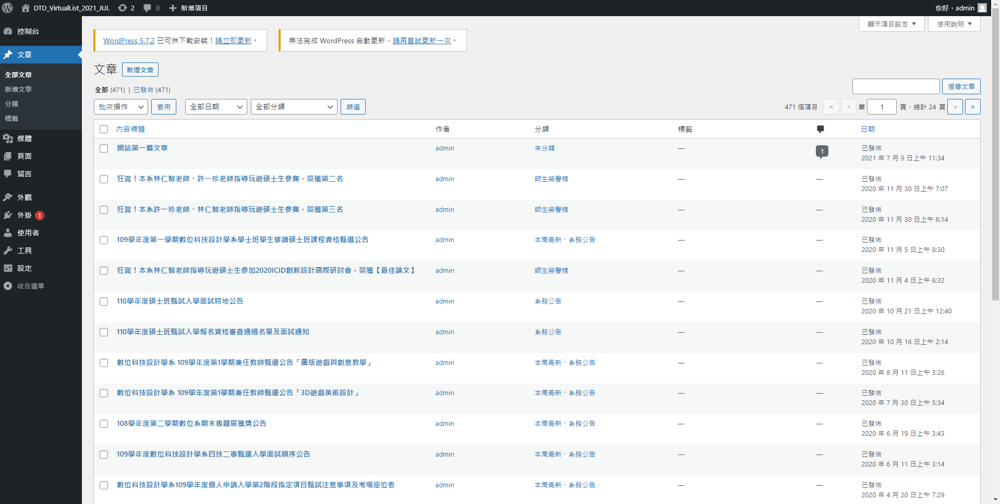 DTD_VirtualList_2021_JUL 2 0 新增項目 你好，admin
顯示項目設定 使用說明
控制台
文章
全部文章
新增文章
分類
標籤
媒體
頁面
留言
外觀
外掛 1
使用者
工具
設定
收合選單
WordPress 5.7.2 已可供下載安裝！請立即更新。
無法完成 WordPress 自動更新，請再嘗試更新一次。
文章 新增文章
全部 (471) | 已發佈 (471)
搜尋文章
批次操作 套用 全部日期 全部分類 篩選 471 個項目 « ‹ 第 1 頁，總計 24 頁 › »
內容標題 作者 分類 標籤 日期
網站第一篇文章 admin 未分類 — 1 已發佈
2021 年 7 月 9 日上午 11:34
狂賀！本系林仁智老師、許一珍老師指導玩遊碩士生參賽，榮獲第二名 admin 師生榮譽榜 — — 已發佈
2020 年 11 月 30 日上午 7:07
狂賀！本系許一珍老師、林仁智老師指導玩遊碩士生參賽，榮獲第三名 admin 師生榮譽榜 — — 已發佈
2020 年 11 月 30 日上午 6:14
109學年度第一學期數位科技設計學系學士班學生修讀碩士班課程資格甄選公告 admin 本周最新、系務公告 — — 已發佈
2020 年 11 月 5 日上午 8:30
狂賀！本系林仁智老師指導玩遊碩士生參加2020ICID創新設計國際研討會，榮獲【最佳論文】 admin 師生榮譽榜 — — 已發佈
2020 年 11 月 4 日上午 6:32
110學年度碩士班甄試入學面試時地公告 admin 系務公告 — — 已發佈
2020 年 10 月 21 日上午 12:40
110學年度碩士班甄試入學報名資格審查通過名單及面試通知 admin 系務公告 — — 已發佈
2020 年 10 月 16 日上午 2:14
數位科技設計學系 109學年度第1學期兼任教師甄選公告「圖版遊戲與創意教學」 admin 本周最新、系務公告 — — 已發佈
2020 年 8 月 11 日上午 3:26
數位科技設計學系 109學年度第1學期兼任教師甄選公告「3D遊戲美術設計」 admin 本周最新、系務公告 — — 已發佈
2020 年 7 月 30 日上午 5:34
108學年度第二學期數位系期末專題展獲獎公告 admin 本周最新、系務公告 — — 已發佈
2020 年 6 月 19 日上午 3:43
109學年度數位科技設計學系四技二專甄選入學面試順序公告 admin 本周最新、系務公告 — — 已發佈
2020 年 6 月 11 日上午 3:14
數位科技設計學系109學年度個人申請入學第2階段指定項目甄試注意事項及考場座位表 admin 本周最新、系務公告 — — 已發佈
2020 年 4 月 20 日上午 7:29